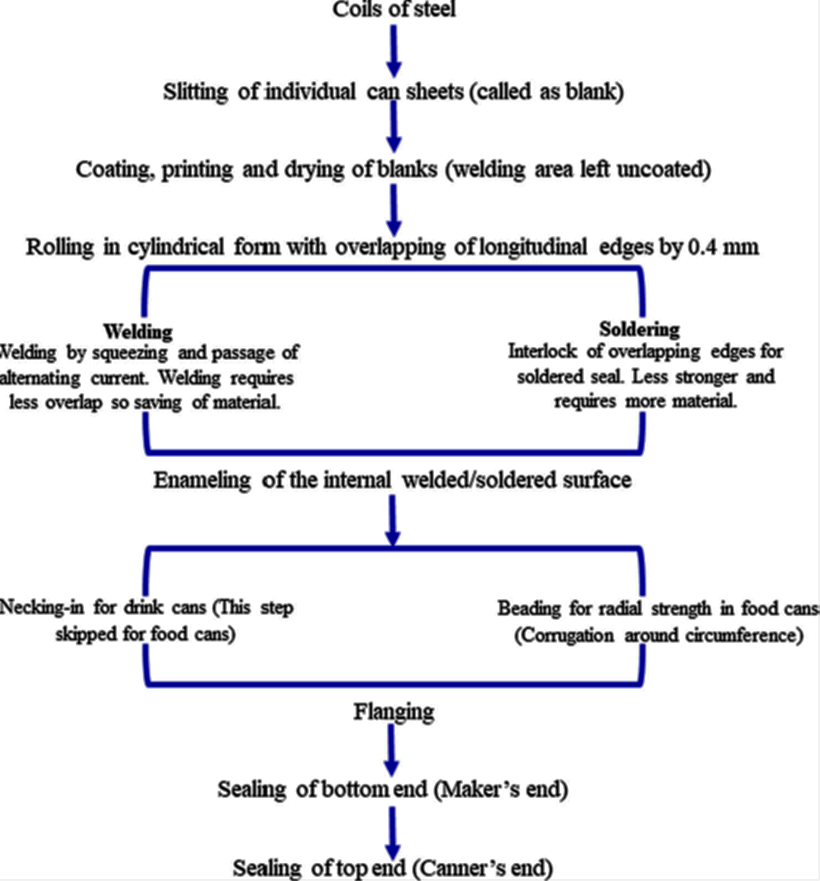 Coils of steel
Slitting of individual can sheets (called as blank)
Coating, printing and drying of blanks (welding area left uncoated)
Rolling in cylindrical form with overlapping of longitudinal edges by 0.4 mm
Welding
Welding by squeezing and passage of
alternating current. Welding requires
less overlap so saving of material.
Soldering
Interlock of overlapping edges for
soldered seal. Less stronger and
requires more material.
Enameling of the internal welded/soldered surface
Necking-in for drink cans (This step
skipped for food cans)
Beading for radial strength in food cans
(Corrugation around circumference)
Flanging
Sealing of bottom end (Maker's end)
Sealing of top end (Canner's end)